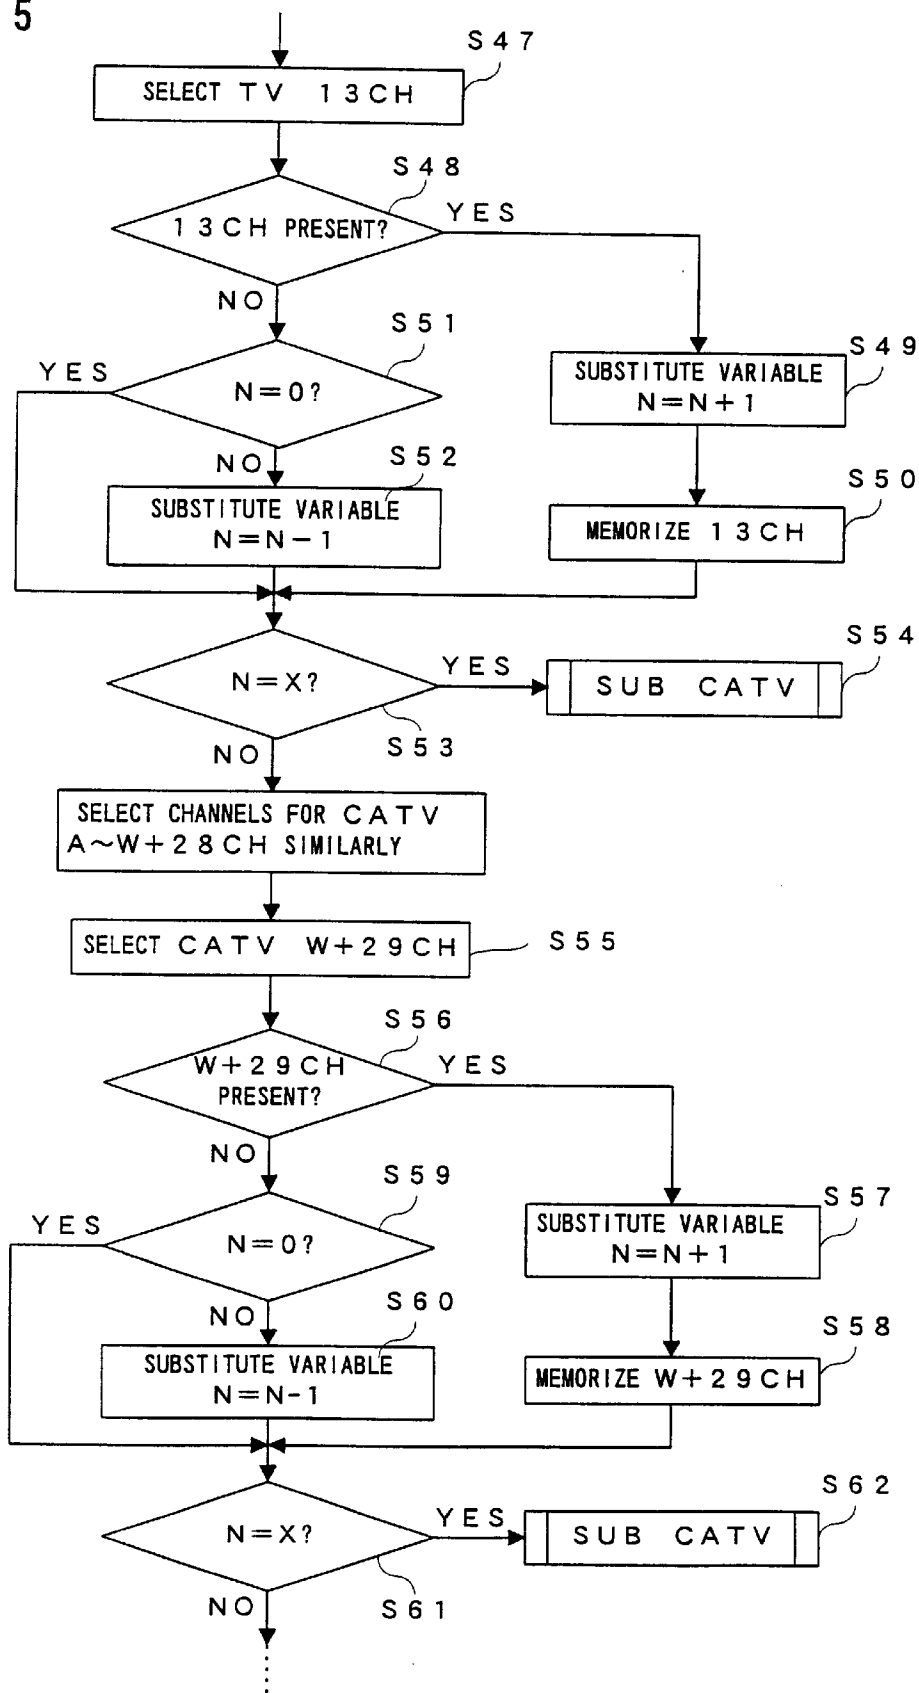 5
S47
SELECT TV 13CH
S48
13CH PRESENT?
YES
NO
S51
YES
N=0?
S49
SUBSTITUTE VARIABLE
N=N+1
NO
S52
SUBSTITUTE VARIABLE
N=N-1
S50
MEMORIZE 13CH
N=X?
YES
S54
SUB CATV
S53
NO
SELECT CHANNELS FOR CATV
A~W+28CH SIMILARLY
SELECT CATV W+29CH
S55
S56
W+29CH
PRESENT?
YES
NO
S59
YES
N=0?
S57
SUBSTITUTE VARIABLE
N=N+1
NO
S60
SUBSTITUTE VARIABLE
N=N-1
S58
MEMORIZE W+29CH
N=X?
YES
S62
SUB CATV
S61
NO